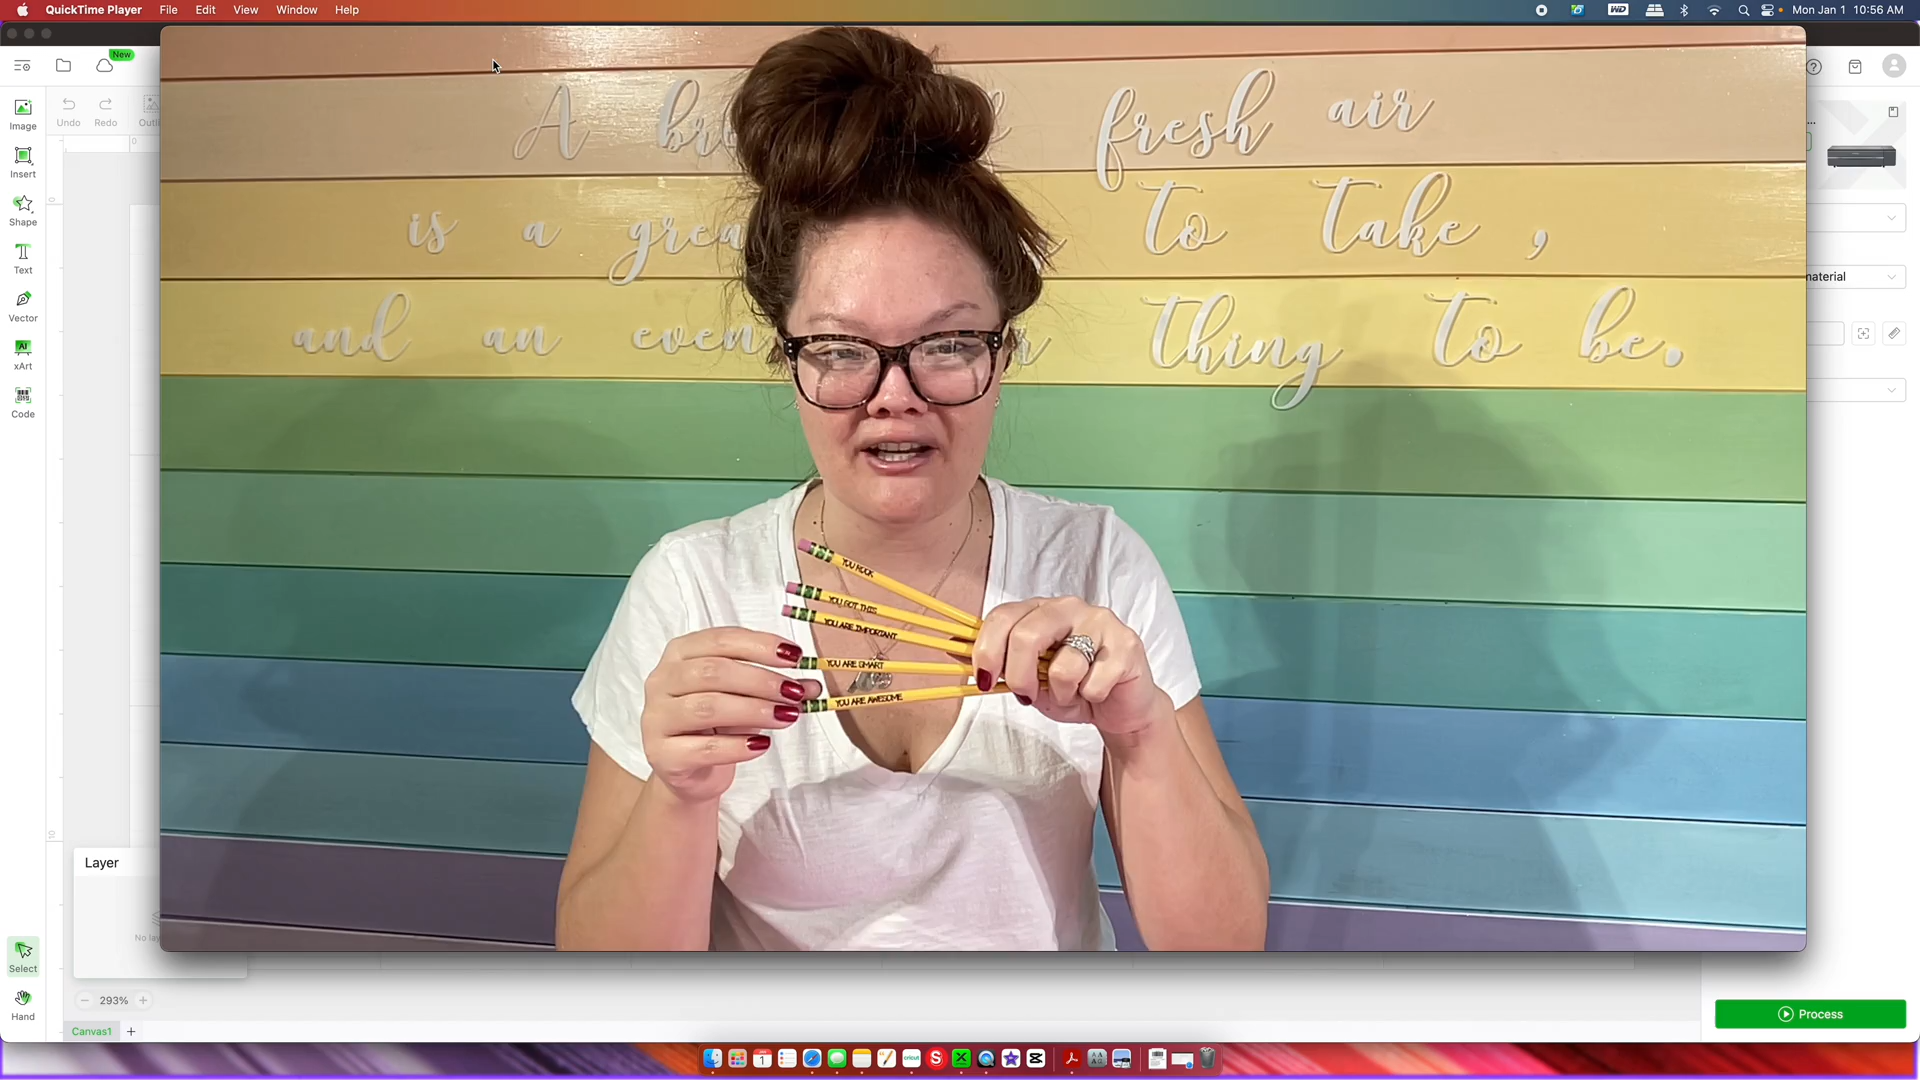 QuickTime Player File Edit View Window Help
Mon Jan 1 10:56 AM
New
Undo
Redo
Image
Insert
Shape
Text
Vector
xArt
Code
Select
Hand
Layer
293%
Canvas1
A fresh air
is a to take,
and an even thing to be.
YOU ROCK
YOU GOT THIS
YOU ARE IMPORTANT
YOU ARE SMART
YOU ARE AWESOME
Process